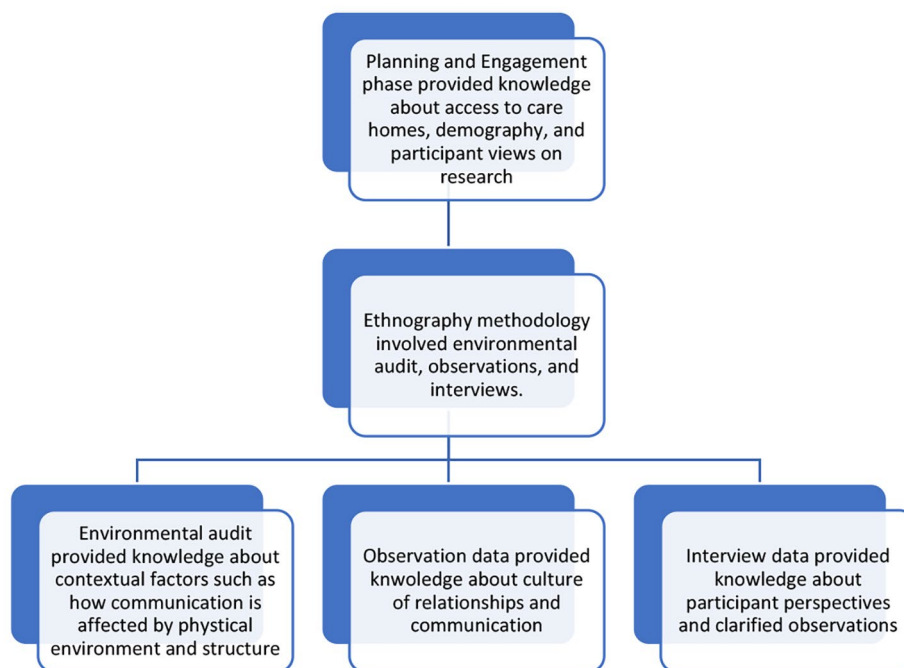 Planning and Engagement
phase provided knowledge
about access to care
homes, demography, and
participant views on
research
Ethnography methodology
involved environmental
audit, observations, and
interviews.
Environmental audit
provided knowledge about
contextual factors such as
how communication is
affected by physical
environment and structure
Observation data provided
knwoledge about culture
of relationships and
communication
Interview data provided
knowledge about
participant perspectives
and clarified observations